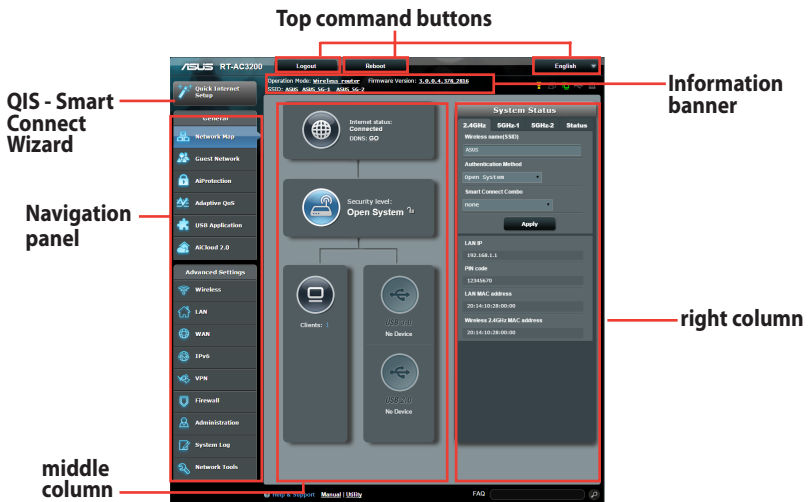 Top command buttons
ASUS RT-AC3200
Logout
Reboot
English
Quick Internet
Setup
Operation Mode: Wireless router Firmware Version: 3.0.0.4.378_2816
SSID: ASUS ASUS_5G-1 ASUS_5G-2
Information
banner
QIS - Smart
Connect
Wizard
General
Network Map
Guest Network
AiProtection
Adaptive QoS
USB Application
AiCloud 2.0
Navigation
panel
Advanced Settings
Wireless
LAN
WAN
IPv6
VPN
Firewall
Administration
System Log
Network Tools
Internet status:
Connected
DDNS: GO
Security level:
Open System
Clients: 1
USB 3.0
No Device
USB 2.0
No Device
System Status
2.4GHz 5GHz-1 5GHz-2 Status
Wireless name(SSID)
ASUS
Authentication Method
Open System
Smart Connect Combo
none
Apply
LAN IP
192.168.1.1
PIN code
12345670
LAN MAC address
20:14:10:28:00:00
Wireless 2.4GHz MAC address
20:14:10:28:00:00
right column
middle
column
Help & Support Manual | Utility
FAQ